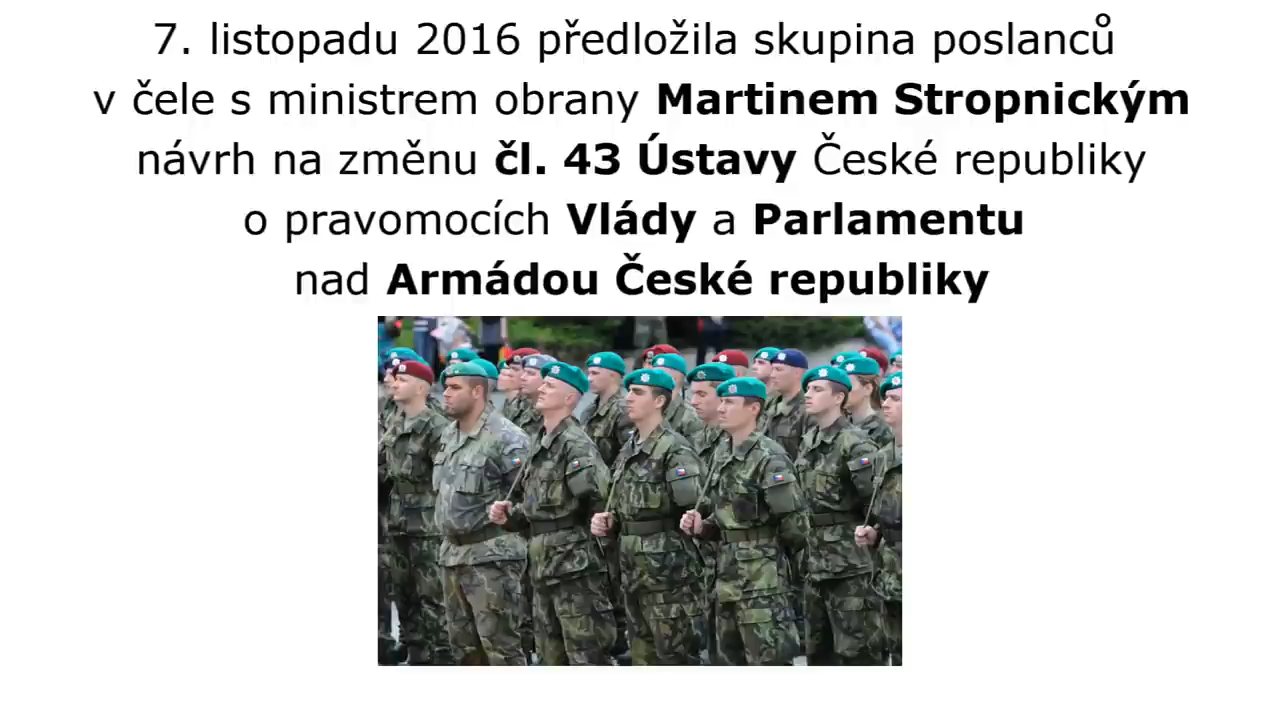 7. listopadu 2016 předložila skupina poslanců
v čele s ministrem obrany Martinem Stropnickým
návrh na změnu čl. 43 Ústavy České republiky
o pravomocích Vlády a Parlamentu
nad Armádou České republiky